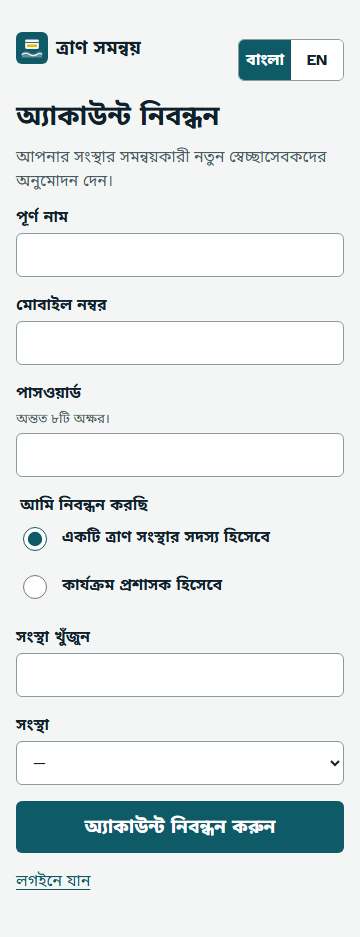 ত্রাণ সমন্বয়
বাংলা
EN
অ্যাকাউন্ট নিবন্ধন
আপনার সংস্থার সমন্বয়কারী নতুন স্বেচ্ছাসেবকদের
অনুমোদন দেন।
পূর্ণ নাম
মোবাইল নম্বর
পাসওয়ার্ড
অন্তত ৮টি অক্ষর।
আমি নিবন্ধন করছি
একটি ত্রাণ সংস্থার সদস্য হিসেবে
কার্যক্রম প্রশাসক হিসেবে
সংস্থা খুঁজুন
সংস্থা
—
অ্যাকাউন্ট নিবন্ধন করুন
লগইনে যান